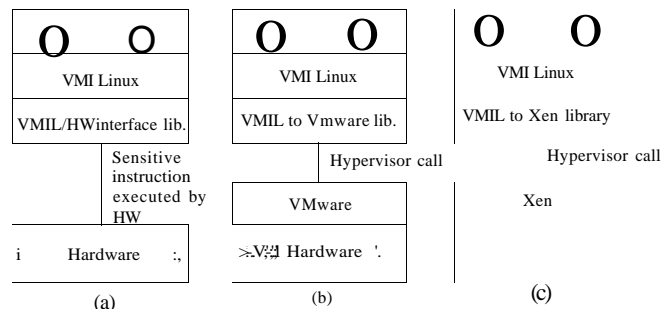 O O
VMI Linux
VMIL/HWinterface lib.
Sensitive
instruction
executed by
HW
i Hardware :,
(a)
O O
VMI Linux
VMIL to Vmware lib.
Hypervisor call
VMware
Hardware '.
(b)
O O
VMI Linux
VMIL to Xen library
Hypervisor call
Xen
(c)